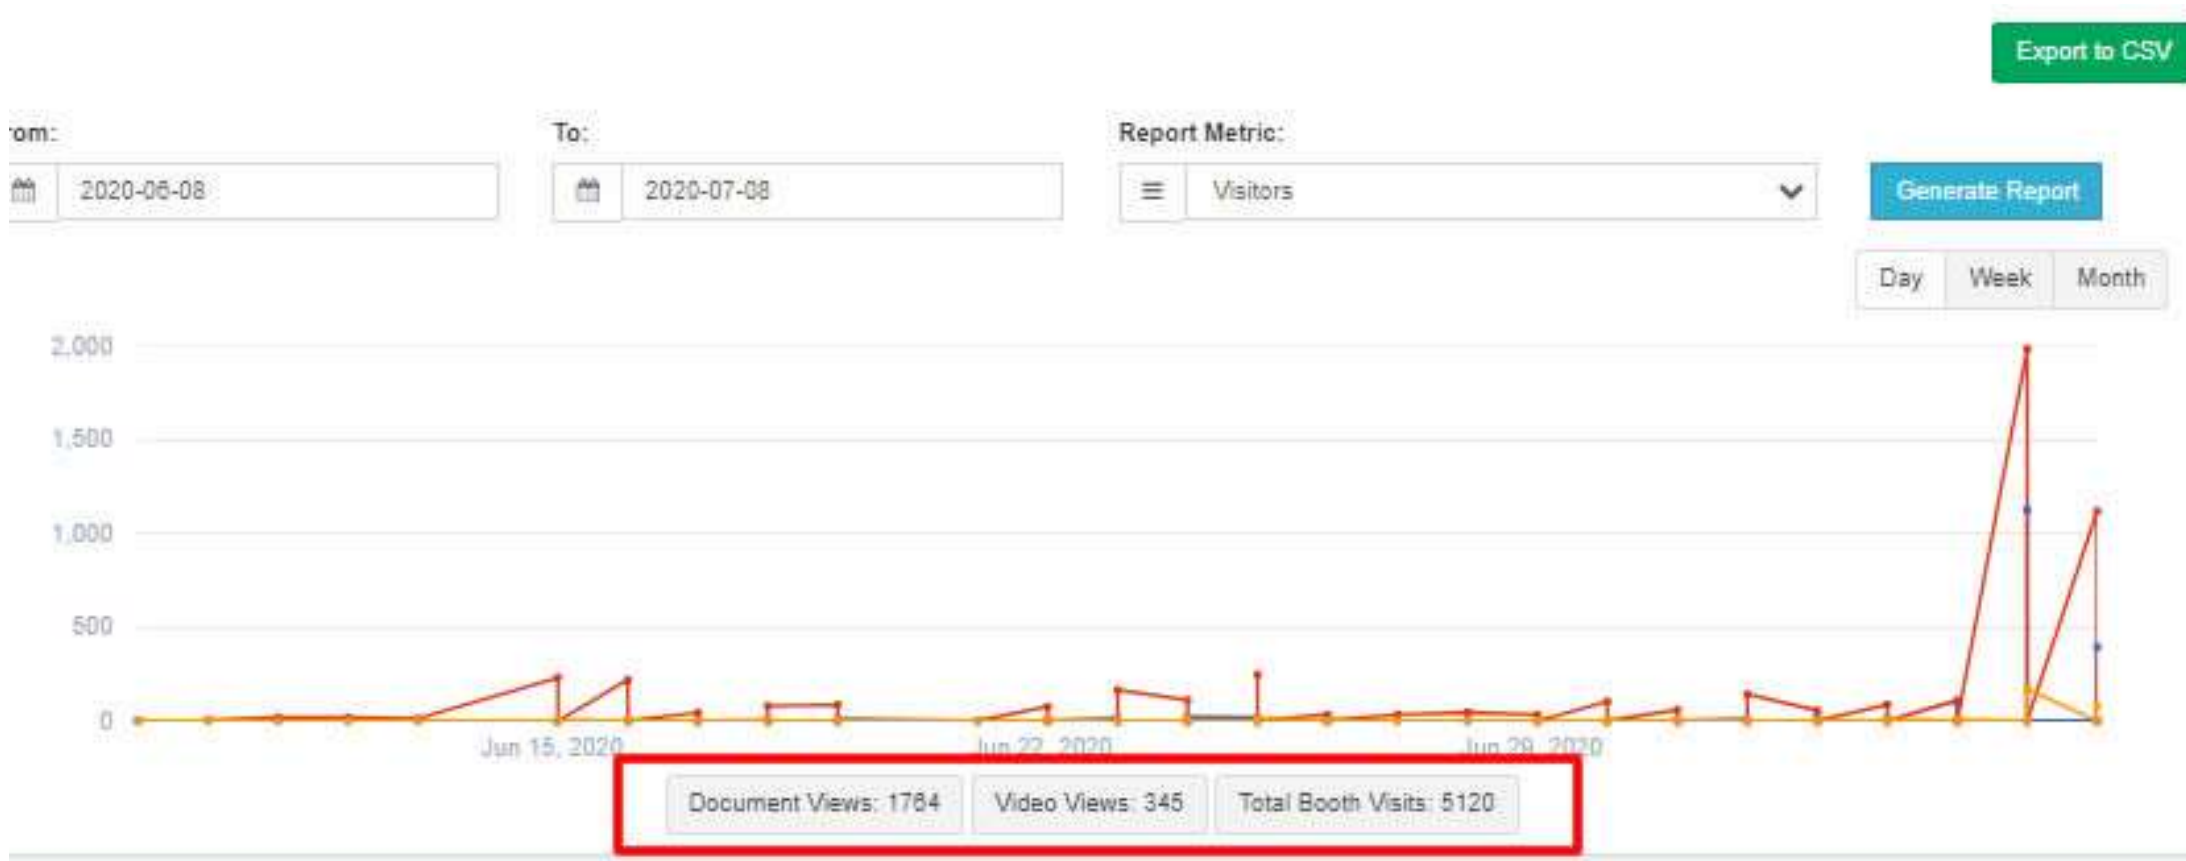 Export to CSV
rom:
To:
Report Metric:
2020-06-08
2020-07-08
Visitors
Generate Report
Day Week Month
2,000
1,500
1,000
500
0
Jun 15, 2020 Jun 22, 2020 Jun 29, 2020
Document Views: 1764 Video Views: 345 Total Booth Visits: 5120